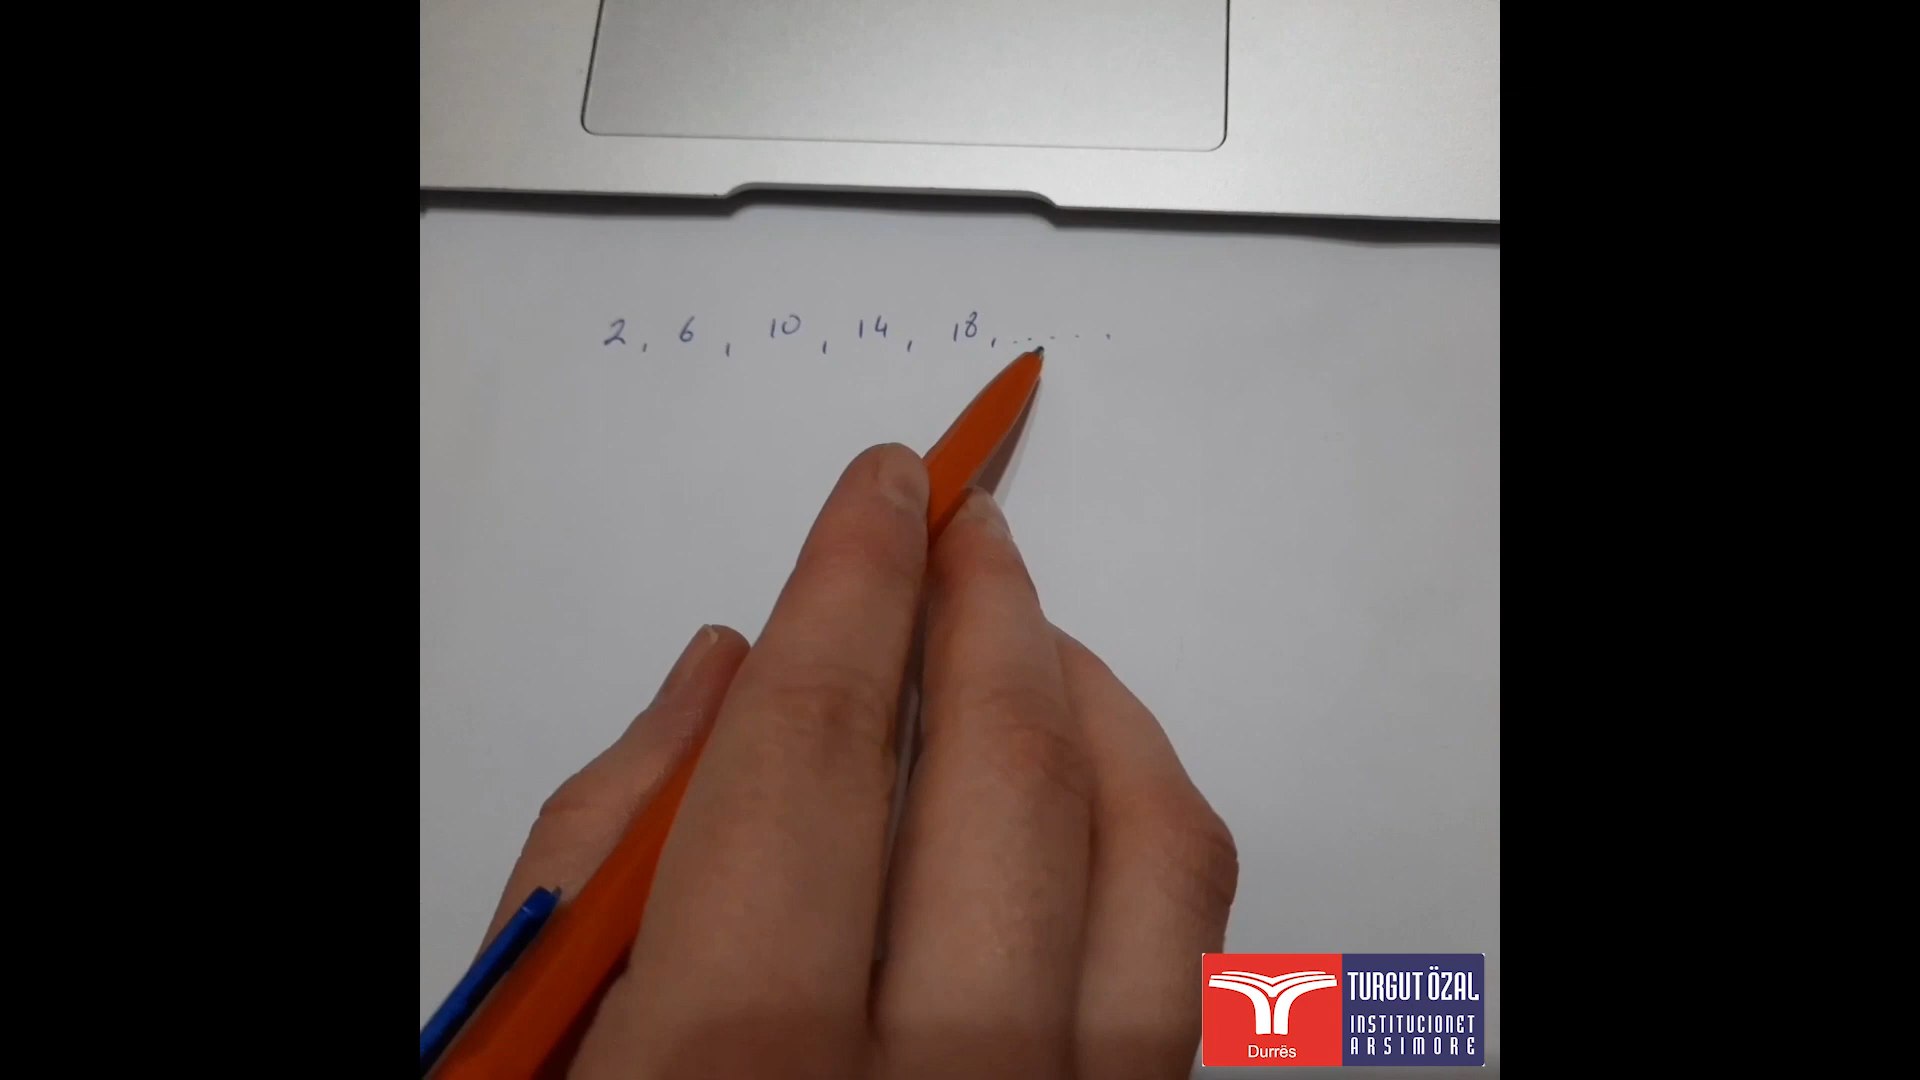 2, 6, 10, 14, 18, .....
TURGUT ÖZAL
INSTITUCIONET
ARSIMORE
Durrës